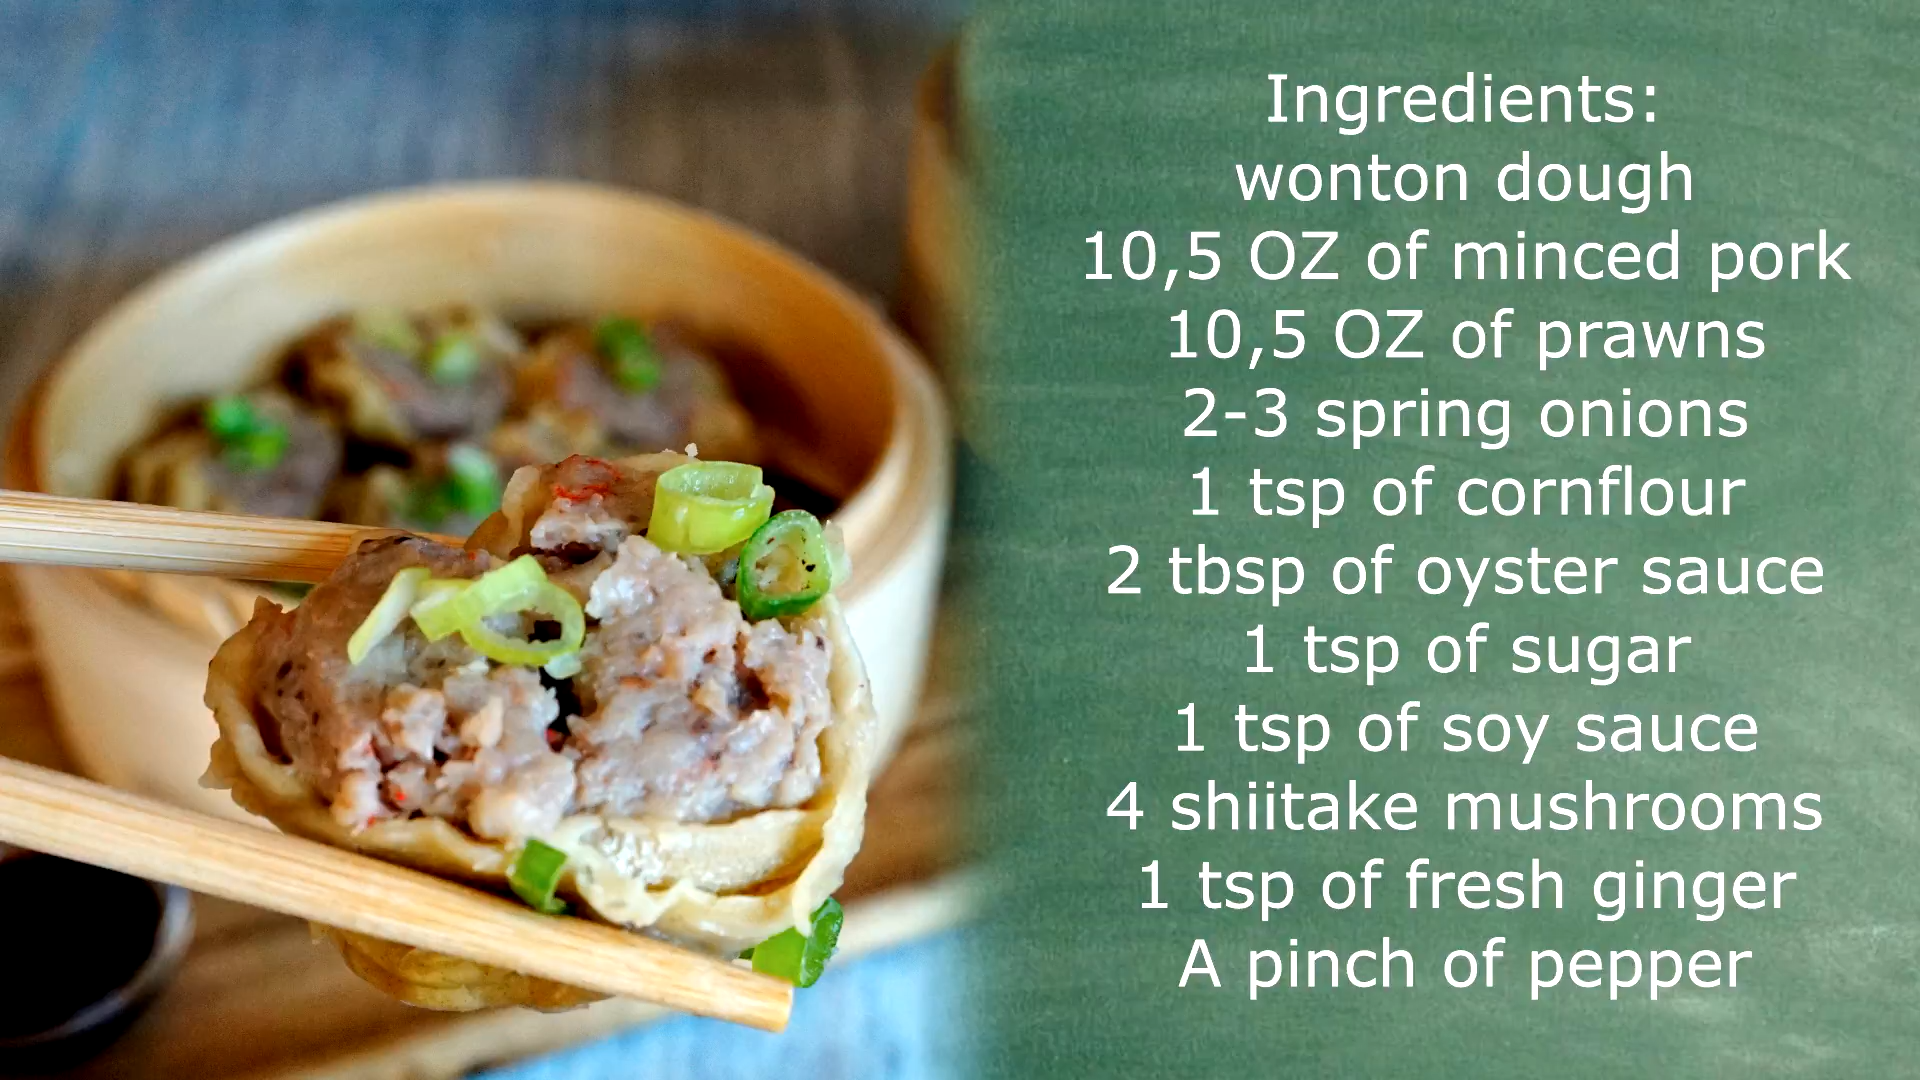 Ingredients:
wonton dough
10,5 OZ of minced pork
10,5 OZ of prawns
2-3 spring onions
1 tsp of cornflour
2 tbsp of oyster sauce
1 tsp of sugar
1 tsp of soy sauce
4 shiitake mushrooms
1 tsp of fresh ginger
A pinch of pepper